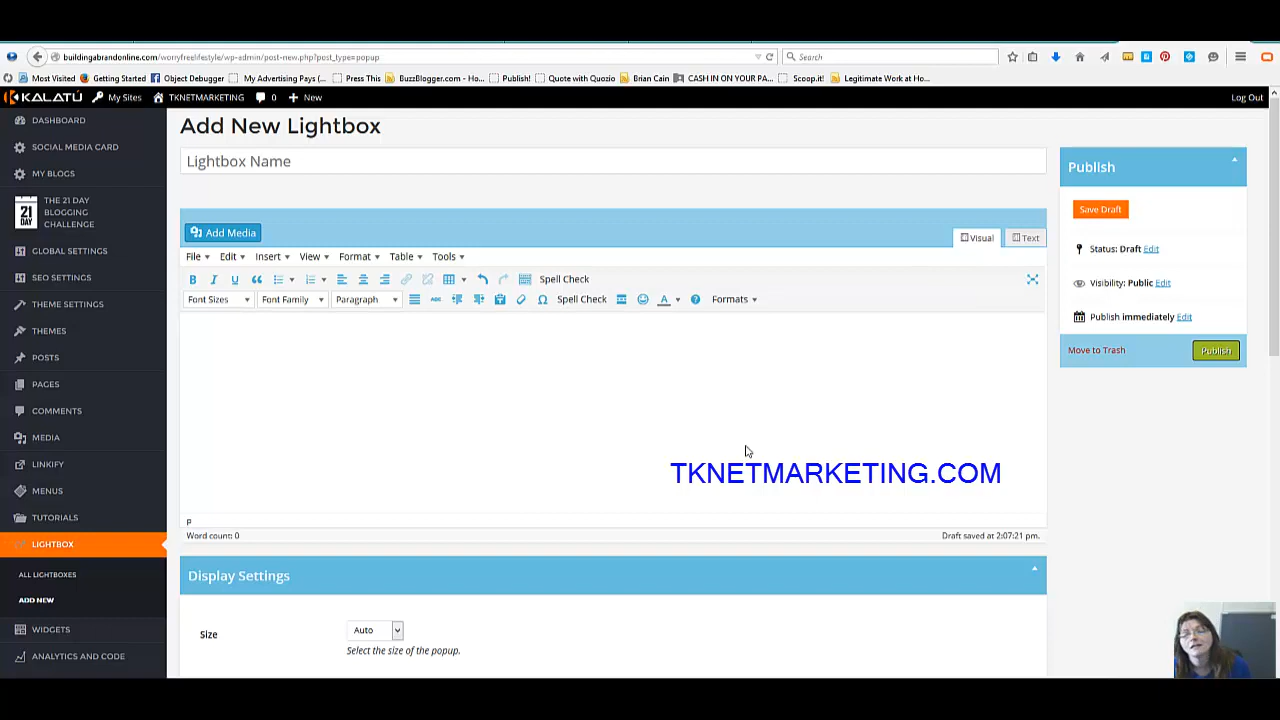 buildingabrandonline.com/worryfreelifestyle/wp-admin/post-new.php?post_type=popup
Search
Most Visited Getting Started Object Debugger My Advertising Pays (... Press This BuzzBlogger.com - Ho... Publish! Quote with Quozio Brian Cain CASH IN ON YOUR PA... Scoop.it! Legitimate Work at Ho...
KALATŪ My Sites TKNETMARKETING 0 New Log Out
DASHBOARD
SOCIAL MEDIA CARD
MY BLOGS
21 DAY
THE 21 DAY
BLOGGING
CHALLENGE
GLOBAL SETTINGS
SEO SETTINGS
THEME SETTINGS
THEMES
POSTS
PAGES
COMMENTS
MEDIA
LINKIFY
MENUS
TUTORIALS
LIGHTBOX
ALL LIGHTBOXES
ADD NEW
WIDGETS
ANALYTICS AND CODE
Add New Lightbox
Lightbox Name
Add Media
Visual Text
File Edit Insert View Format Table Tools
B I U Spell Check
Font Sizes Font Family Paragraph ABC Ω Spell Check A Formats
TKNETMARKETING.COM
p
Word count: 0 Draft saved at 2:07:21 pm.
Display Settings
Size Auto
Select the size of the popup.
Publish
Save Draft
Status: Draft Edit
Visibility: Public Edit
Publish immediately Edit
Move to Trash Publish